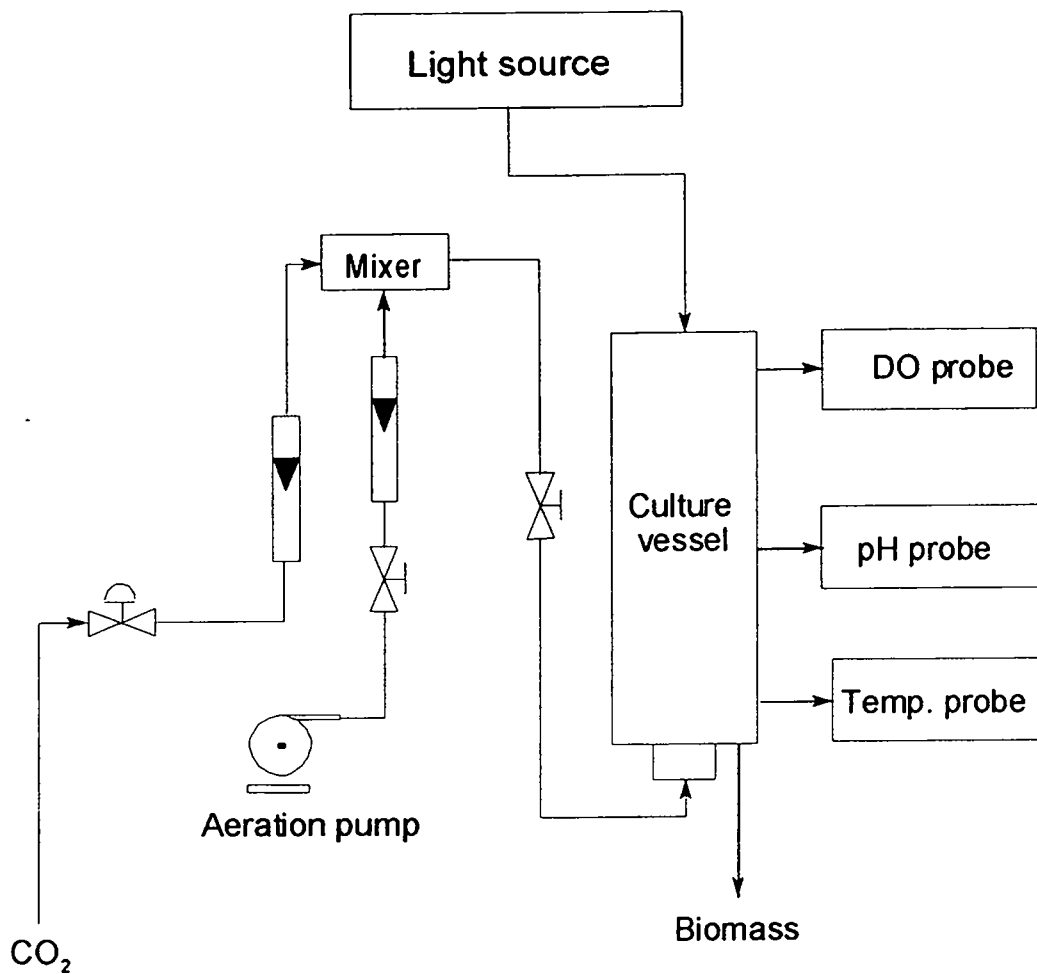 Light source
Mixer
DO probe
Culture
vessel
pH probe
Temp. probe
Aeration pump
Biomass
CO₂